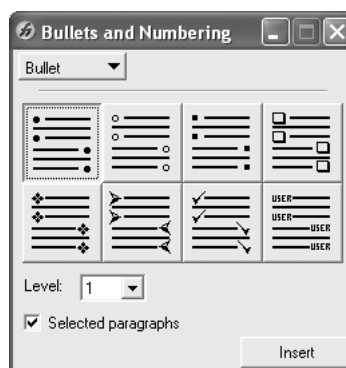 Bullets and Numbering
Bullet
USER
USER
USER
USER
Level: 1
Selected paragraphs
Insert